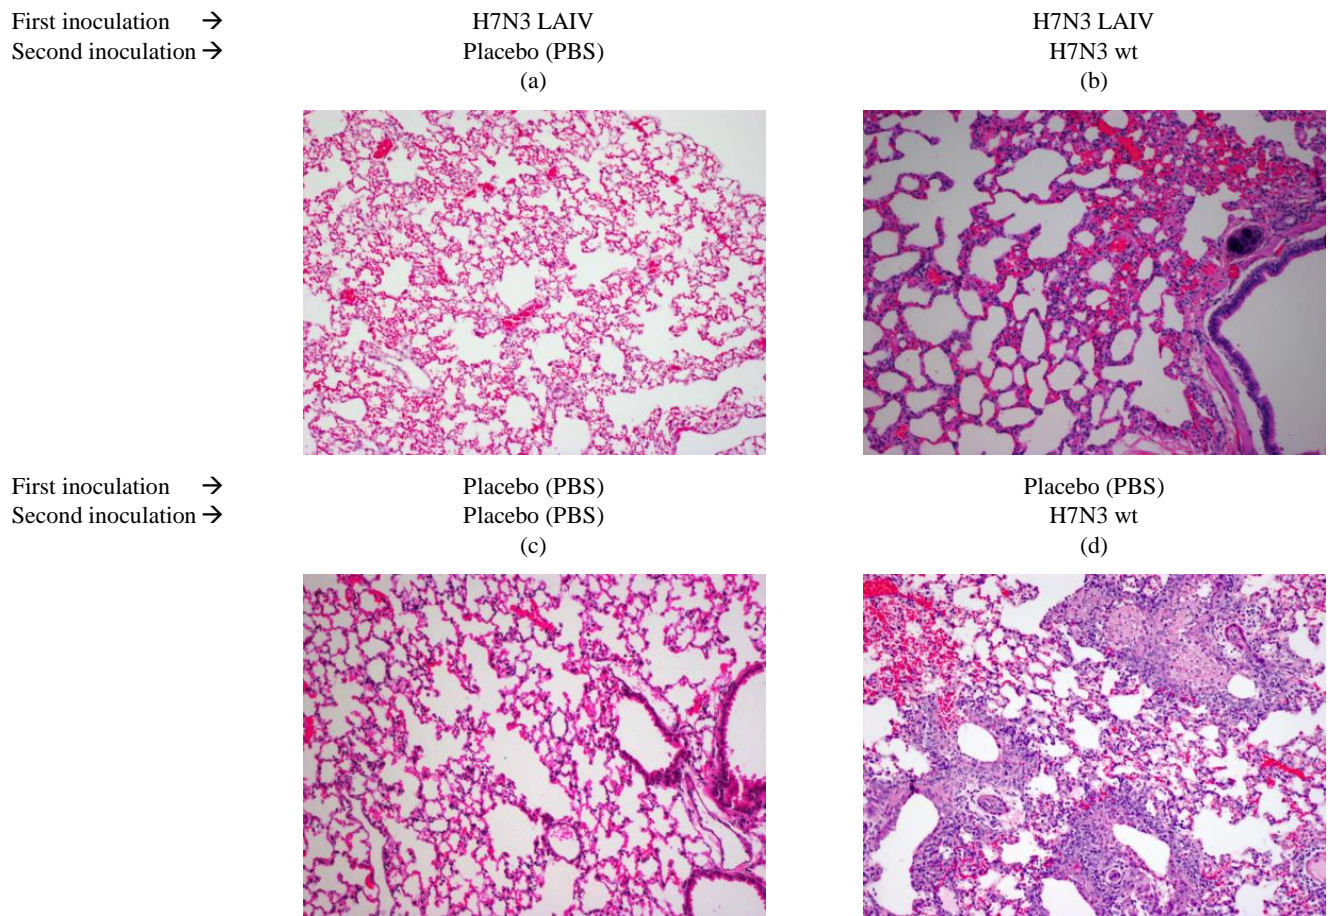 First inoculation → H7N3 LAIV H7N3 LAIV
Second inoculation → Placebo (PBS) H7N3 wt
(a) (b)
First inoculation → Placebo (PBS) Placebo (PBS)
Second inoculation → Placebo (PBS) H7N3 wt
(c) (d)